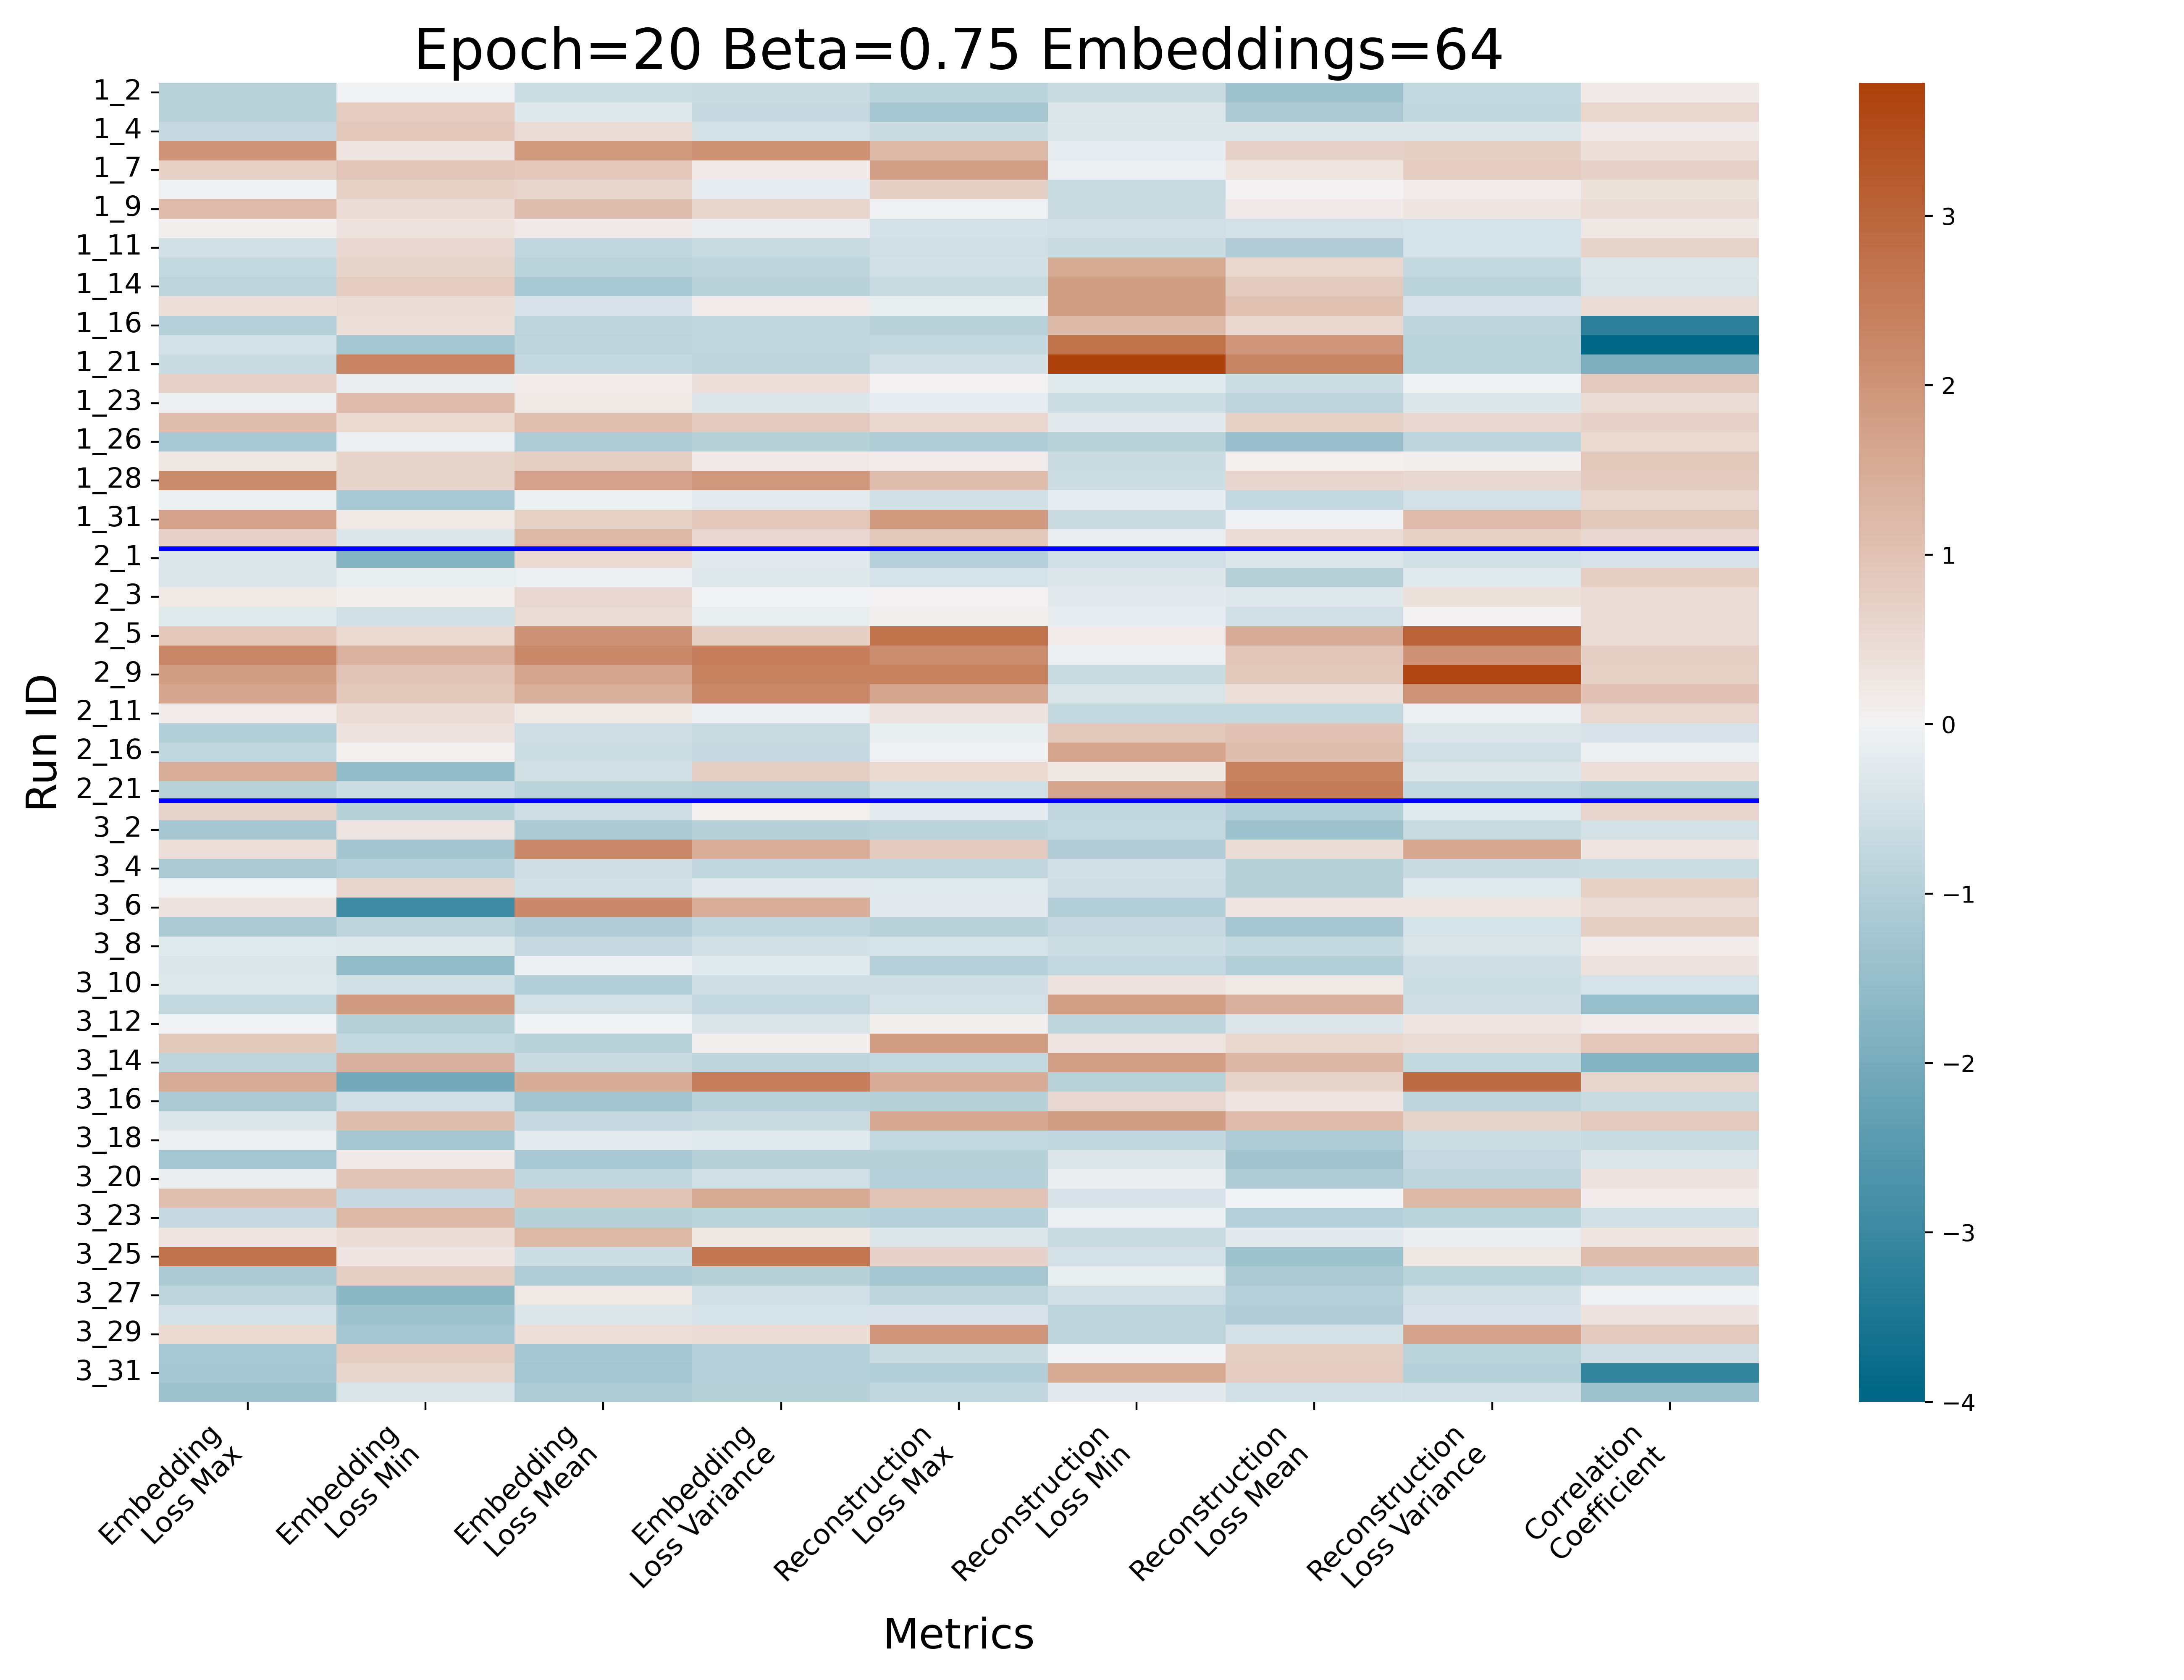 Epoch=20 Beta=0.75 Embeddings=64
Run ID
1_2
1_4
1_7
1_9
1_11
1_14
1_16
1_21
1_23
1_26
1_28
1_31
2_1
2_3
2_5
2_9
2_11
2_16
2_21
3_2
3_4
3_6
3_8
3_10
3_12
3_14
3_16
3_18
3_20
3_23
3_25
3_27
3_29
3_31
3
2
1
0
−1
−2
−3
−4
Embedding
Loss Max
Embedding
Loss Min
Embedding
Loss Mean
Embedding
Loss Variance
Reconstruction
Loss Max
Reconstruction
Loss Min
Reconstruction
Loss Mean
Reconstruction
Loss Variance
Correlation
Coefficient
Metrics